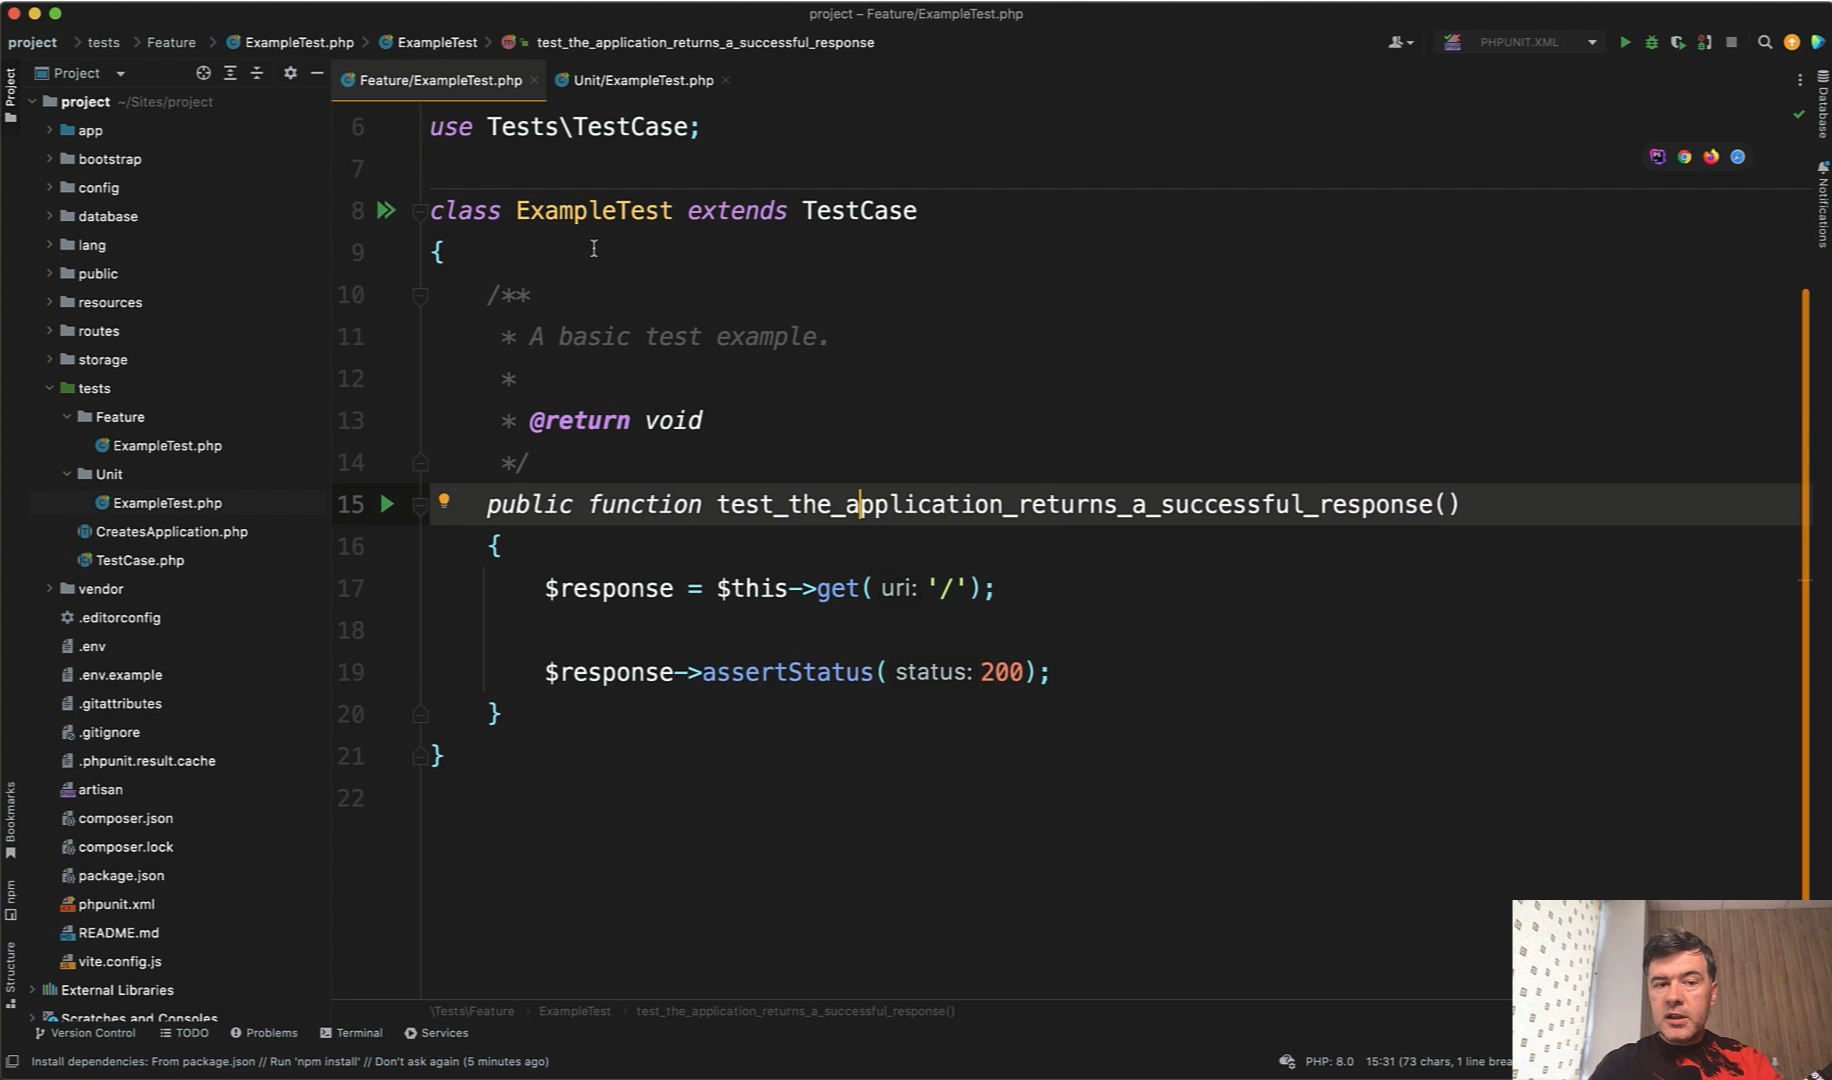 project – Feature/ExampleTest.php
project > tests > Feature > ExampleTest.php > ExampleTest > test_the_application_returns_a_successful_response
PHPUNIT.XML
Project
Feature/ExampleTest.php
Unit/ExampleTest.php
Project
project ~/Sites/project
app
bootstrap
config
database
lang
public
resources
routes
storage
tests
Feature
ExampleTest.php
Unit
ExampleTest.php
CreatesApplication.php
TestCase.php
vendor
.editorconfig
.env
.env.example
.gitattributes
.gitignore
.phpunit.result.cache
artisan
composer.json
composer.lock
package.json
phpunit.xml
README.md
vite.config.js
External Libraries
Scratches and Consoles
Bookmarks
npm
Structure
6 use Tests\TestCase;
7
8 class ExampleTest extends TestCase
9 {
10 /**
11 * A basic test example.
12 *
13 * @return void
14 */
15 public function test_the_application_returns_a_successful_response()
16 {
17 $response = $this->get( uri: '/');
18
19 $response->assertStatus( status: 200);
20 }
21 }
22
Database
Notifications
\Tests\Feature > ExampleTest > test_the_application_returns_a_successful_response()
Version Control
TODO
Problems
Terminal
Services
Install dependencies: From package.json // Run 'npm install' // Don't ask again (5 minutes ago)
PHP: 8.0
15:31 (73 chars, 1 line brea